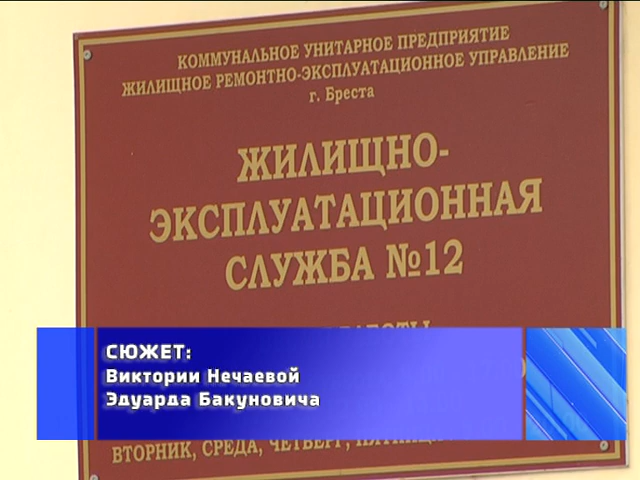 КОММУНАЛЬНОЕ УНИТАРНОЕ ПРЕДПРИЯТИЕ
ЖИЛИЩНОЕ РЕМОНТНО-ЭКСПЛУАТАЦИОННОЕ УПРАВЛЕНИЕ
г. Бреста
ЖИЛИЩНО-
ЭКСПЛУАТАЦИОННАЯ
СЛУЖБА №12
СЮЖЕТ:
Виктории Нечаевой
Эдуарда Бакуновича
ВТОРНИК, СРЕДА, ЧЕТВЕРГ,